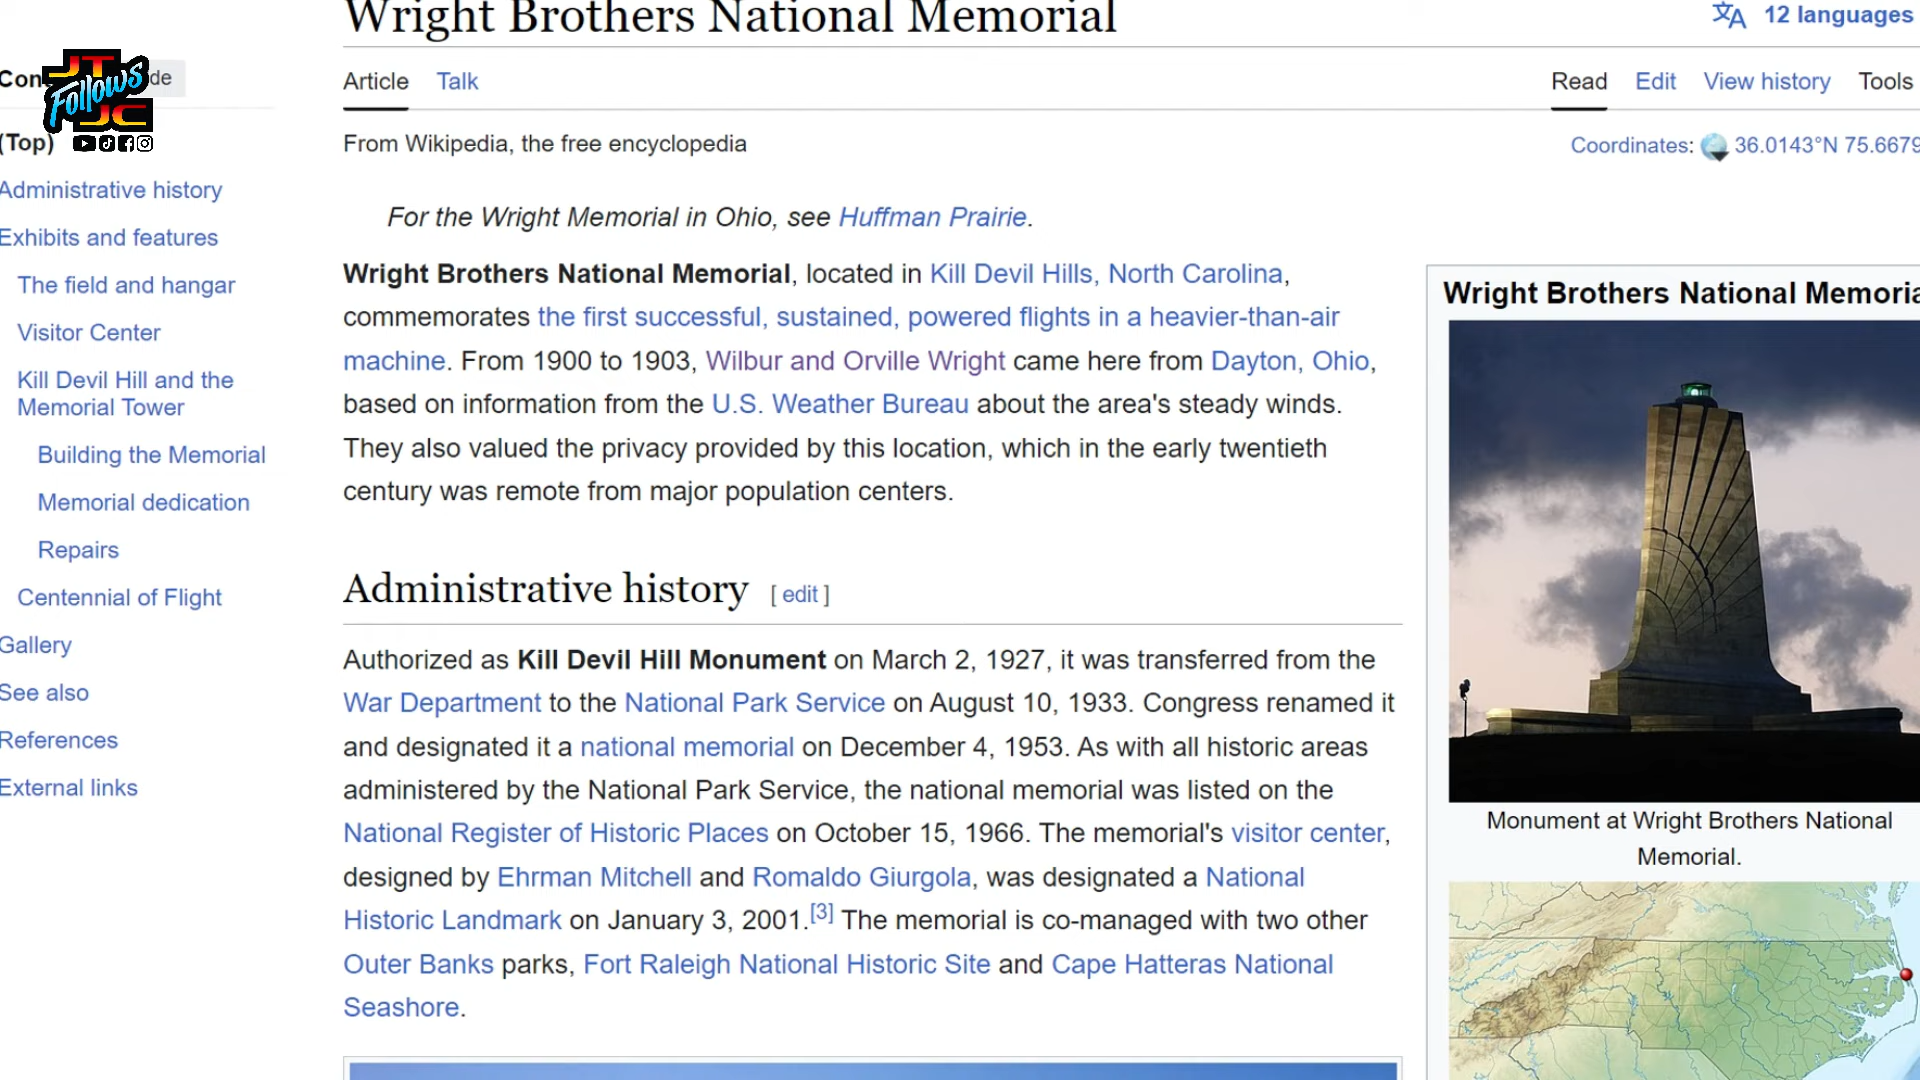 Wright Brothers National Memorial
12 languages
Con
de
JT
Follows
JC
Article Talk
Read Edit View history Tools
(Top)
From Wikipedia, the free encyclopedia
Coordinates: 36.0143°N 75.6679
Administrative history
Exhibits and features
The field and hangar
Visitor Center
Kill Devil Hill and the
Memorial Tower
Building the Memorial
Memorial dedication
Repairs
Centennial of Flight
Gallery
See also
References
External links
For the Wright Memorial in Ohio, see Huffman Prairie.
Wright Brothers National Memorial, located in Kill Devil Hills, North Carolina,
commemorates the first successful, sustained, powered flights in a heavier-than-air
machine. From 1900 to 1903, Wilbur and Orville Wright came here from Dayton, Ohio,
based on information from the U.S. Weather Bureau about the area's steady winds.
They also valued the privacy provided by this location, which in the early twentieth
century was remote from major population centers.
Administrative history [ edit ]
Authorized as Kill Devil Hill Monument on March 2, 1927, it was transferred from the
War Department to the National Park Service on August 10, 1933. Congress renamed it
and designated it a national memorial on December 4, 1953. As with all historic areas
administered by the National Park Service, the national memorial was listed on the
National Register of Historic Places on October 15, 1966. The memorial's visitor center,
designed by Ehrman Mitchell and Romaldo Giurgola, was designated a National
Historic Landmark on January 3, 2001.[3] The memorial is co-managed with two other
Outer Banks parks, Fort Raleigh National Historic Site and Cape Hatteras National
Seashore.
Wright Brothers National Memoria
Monument at Wright Brothers National
Memorial.